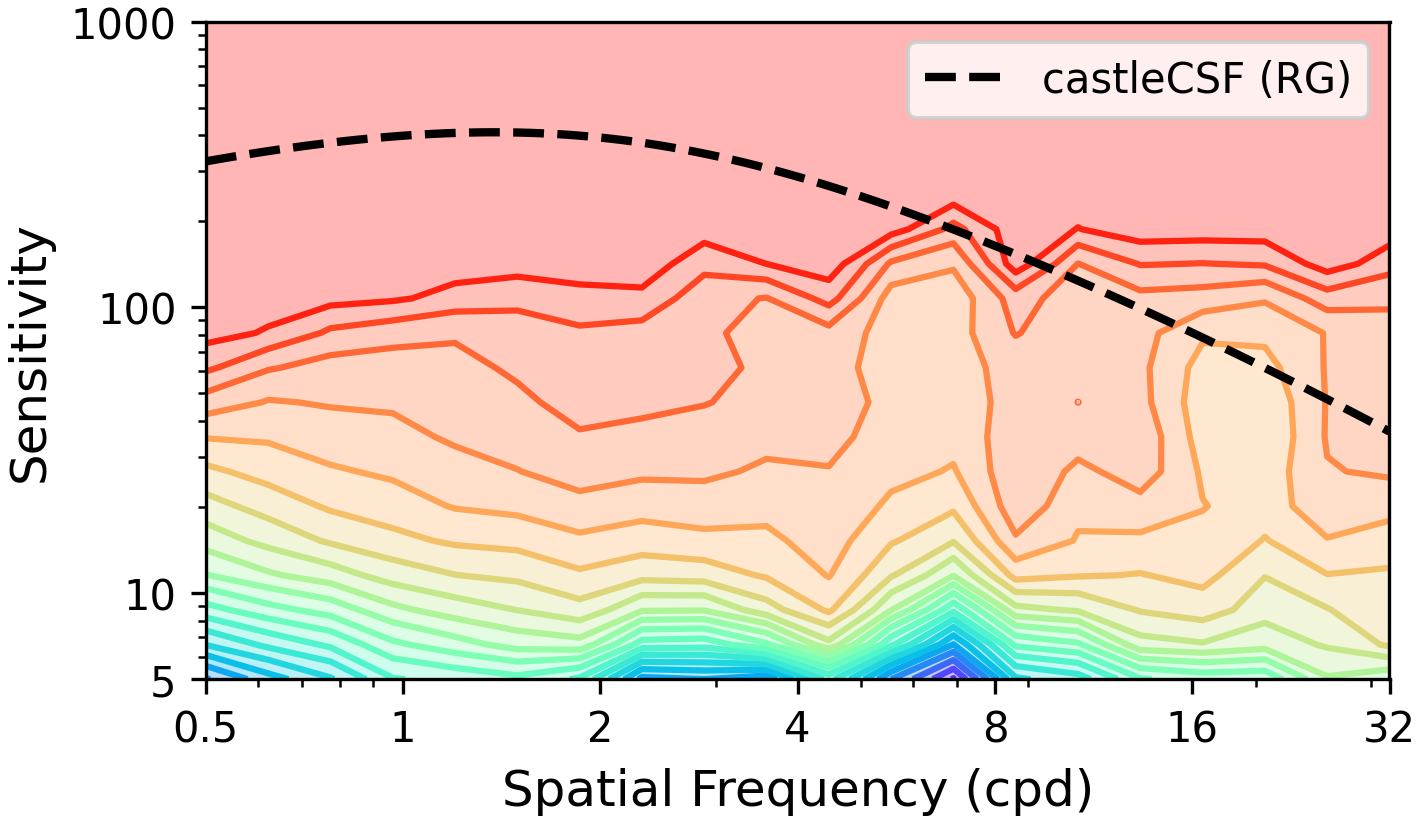 1000
100
10
5
Sensitivity
castleCSF (RG)
0.5 1 2 4 8 16 32
Spatial Frequency (cpd)